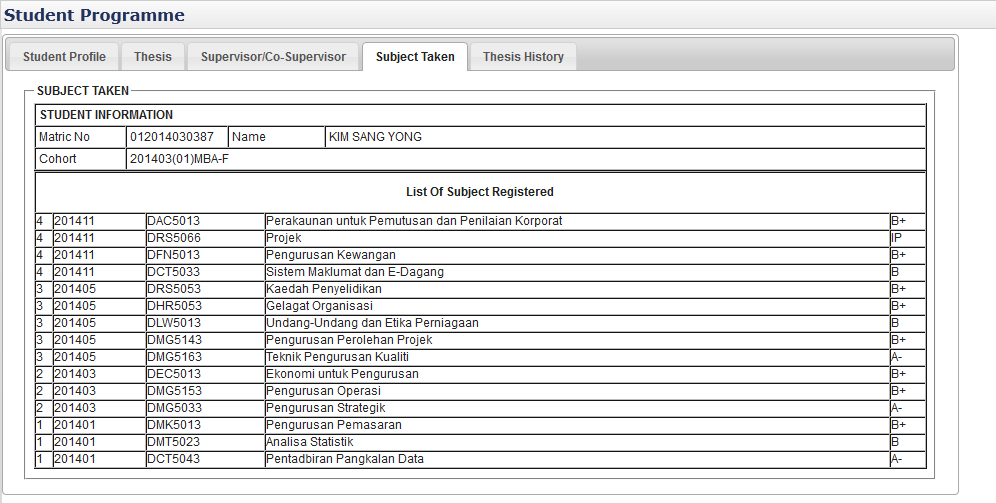 Student Programme
Student Profile Thesis Supervisor/Co-Supervisor Subject Taken Thesis History
SUBJECT TAKEN
STUDENT INFORMATION
Matric No 012014030387 Name KIM SANG YONG
Cohort 201403(01)MBA-F
List Of Subject Registered
4 201411 DAC5013 Perakaunan untuk Pemutusan dan Penilaian Korporat B+
4 201411 DRS5066 Projek IP
4 201411 DFN5013 Pengurusan Kewangan B+
4 201411 DCT5033 Sistem Maklumat dan E-Dagang B
3 201405 DRS5053 Kaedah Penyelidikan B+
3 201405 DHR5053 Gelagat Organisasi B+
3 201405 DLW5013 Undang-Undang dan Etika Perniagaan B
3 201405 DMG5143 Pengurusan Perolehan Projek B+
3 201405 DMG5163 Teknik Pengurusan Kualiti A-
2 201403 DEC5013 Ekonomi untuk Pengurusan B+
2 201403 DMG5153 Pengurusan Operasi B+
2 201403 DMG5033 Pengurusan Strategik A-
1 201401 DMK5013 Pengurusan Pemasaran B+
1 201401 DMT5023 Analisa Statistik B
1 201401 DCT5043 Pentadbiran Pangkalan Data A-